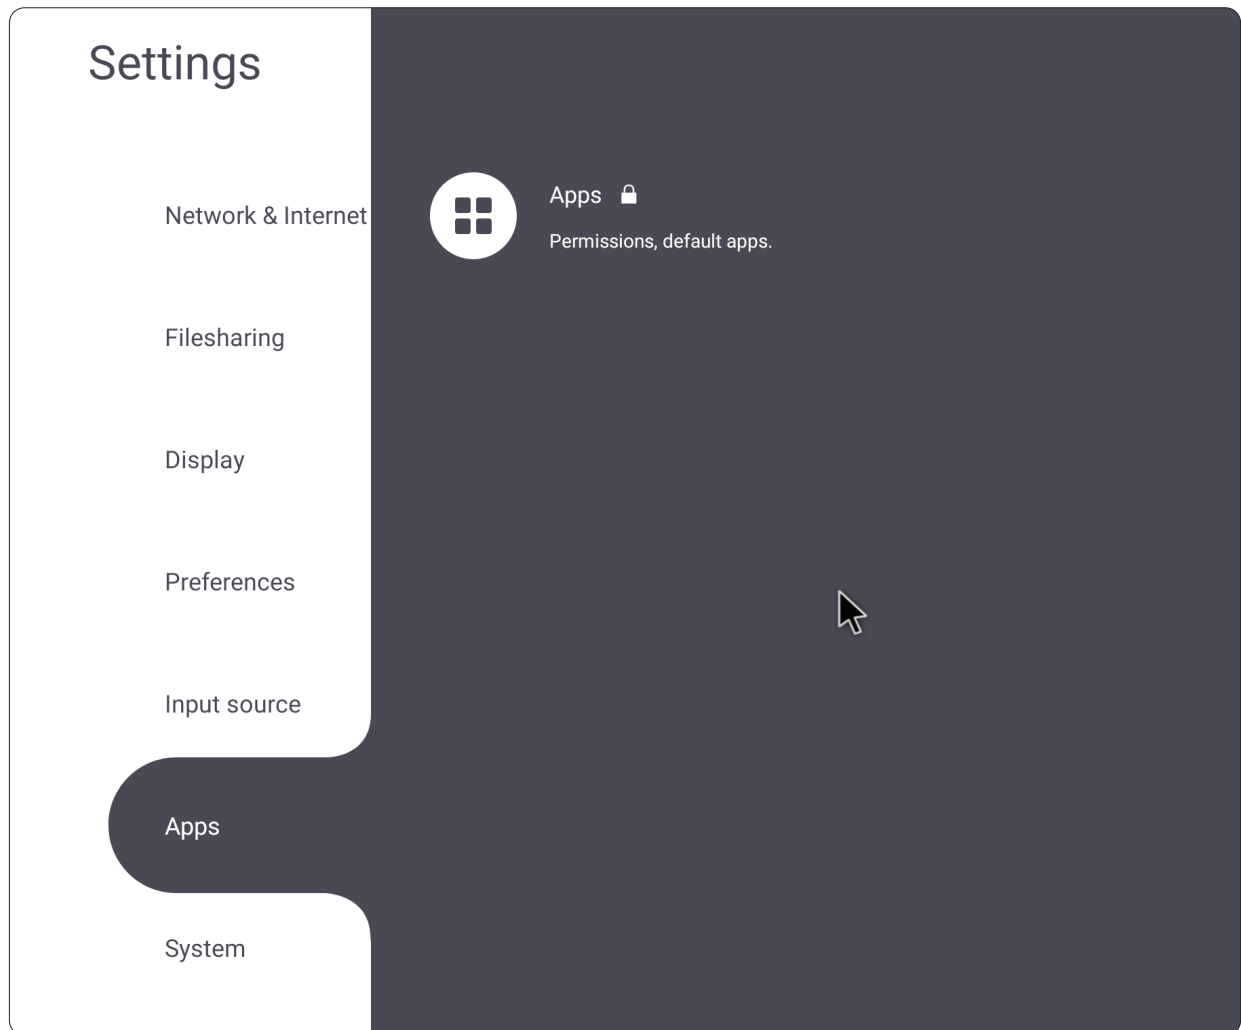 Settings
Network & Internet
Filesharing
Display
Preferences
Input source
Apps
System
Apps
Permissions, default apps.